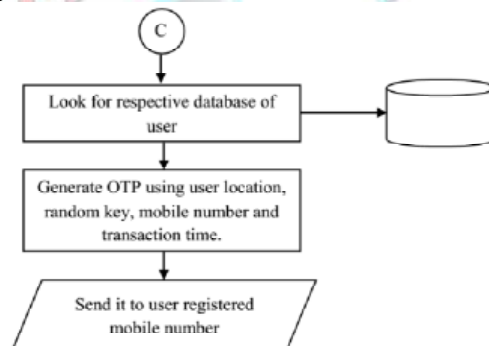 C
Look for respective database of
user
Generate OTP using user location,
random key, mobile number and
transaction time.
Send it to user registered
mobile number